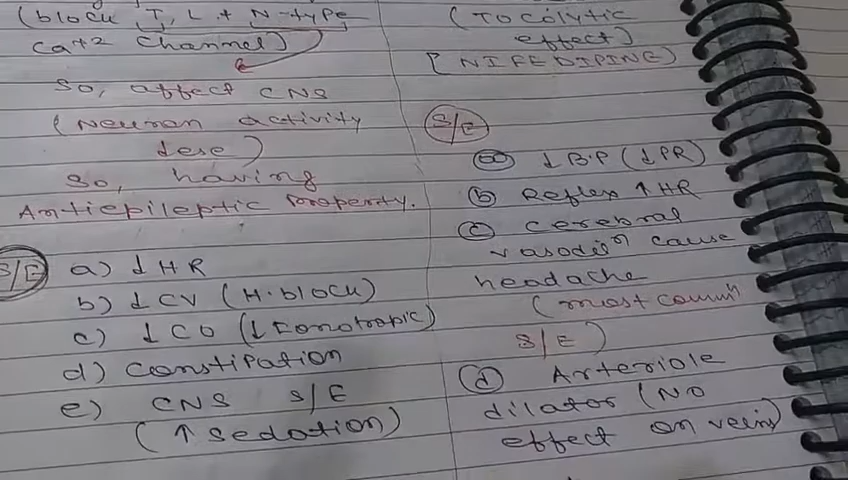 (block T, L + N-type
Ca+2 channel)
so, affect CNS
(Neuron activity
dese)
so, having
Antiepileptic property.
S/E a) ↓HR
b) ↓CV (H.block)
c) ↓CO (↓Ionotropic)
d) constipation
e) CNS S/E
(↑ sedation)
(Tocolytic
effect)
[NIFEDIPINE)
S/E
a ↓B.P (↓PR)
b Reflex ↑HR
c cerebral
vasodilⁿ cause
headache
(most commⁿ
S/E)
d Arteriole
dilator (NO
effect on vein)